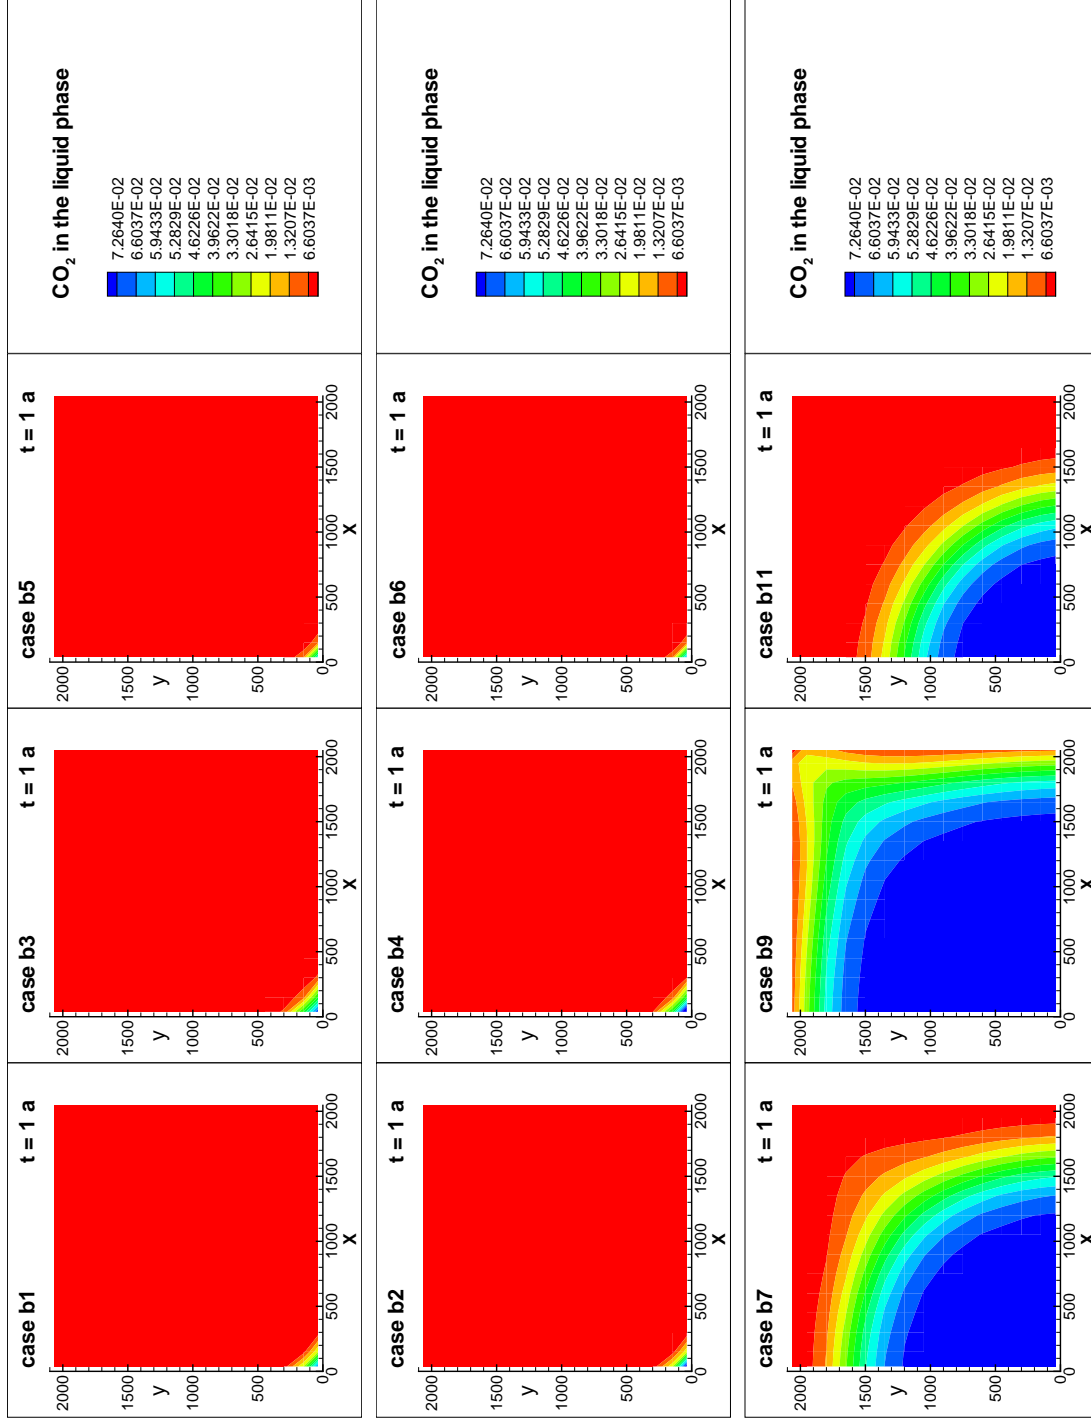 case b1 t = 1 a
2000
1500
y
1000
500
0
0 500 1000 1500 2000
X
case b3 t = 1 a
2000
1500
y
1000
500
0
0 500 1000 1500 2000
X
case b5 t = 1 a
2000
1500
y
1000
500
0
0 500 1000 1500 2000
X
CO2 in the liquid phase
7.2640E-02
6.6037E-02
5.9433E-02
5.2829E-02
4.6226E-02
3.9622E-02
3.3018E-02
2.6415E-02
1.9811E-02
1.3207E-02
6.6037E-03
case b2 t = 1 a
2000
1500
y
1000
500
0
0 500 1000 1500 2000
X
case b4 t = 1 a
2000
1500
y
1000
500
0
0 500 1000 1500 2000
X
case b6 t = 1 a
2000
1500
y
1000
500
0
0 500 1000 1500 2000
X
CO2 in the liquid phase
7.2640E-02
6.6037E-02
5.9433E-02
5.2829E-02
4.6226E-02
3.9622E-02
3.3018E-02
2.6415E-02
1.9811E-02
1.3207E-02
6.6037E-03
case b7 t = 1 a
2000
1500
y
1000
500
0
0 500 1000 1500 2000
X
case b9 t = 1 a
2000
1500
y
1000
500
0
0 500 1000 1500 2000
X
case b11 t = 1 a
2000
1500
y
1000
500
0
0 500 1000 1500 2000
X
CO2 in the liquid phase
7.2640E-02
6.6037E-02
5.9433E-02
5.2829E-02
4.6226E-02
3.9622E-02
3.3018E-02
2.6415E-02
1.9811E-02
1.3207E-02
6.6037E-03